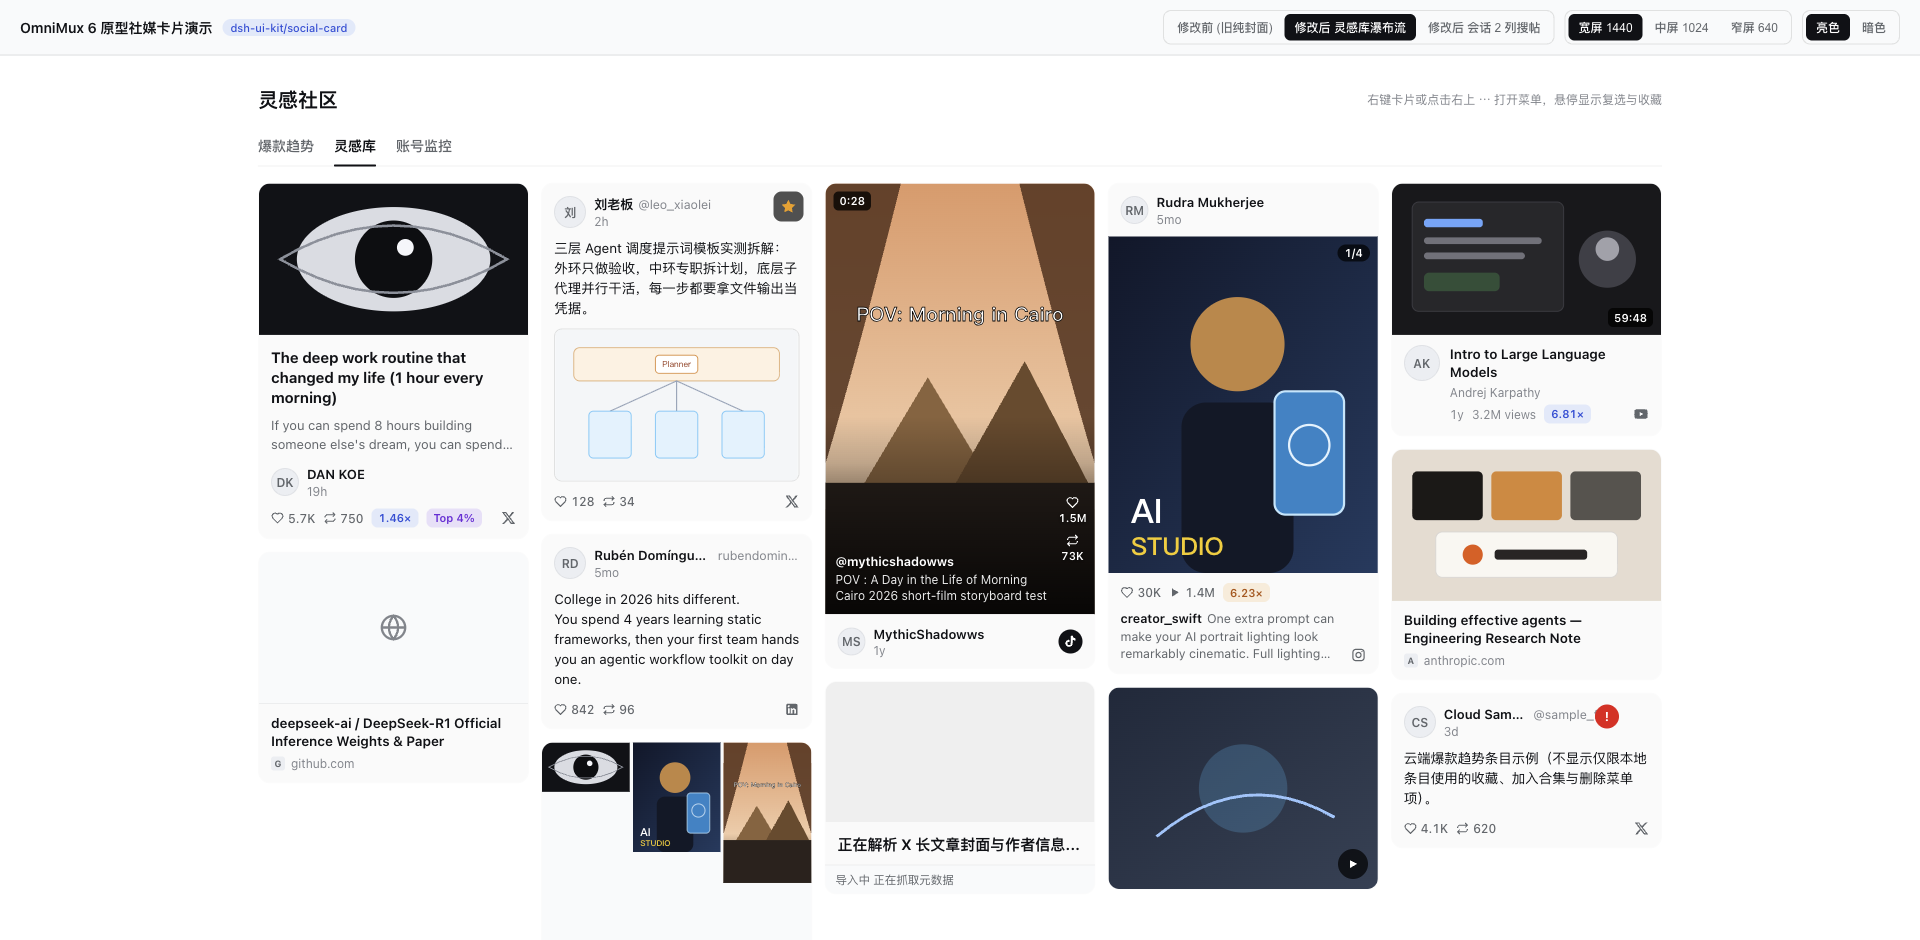 OmniMux 6 原型社媒卡片演示
dsh-ui-kit/social-card
修改前 (旧纯封面)
修改后 灵感库瀑布流
修改后 会话 2 列搜帖
宽屏 1440
中屏 1024
窄屏 640
亮色
暗色
灵感社区
右键卡片或点击右上 ··· 打开菜单，悬停显示复选与收藏
爆款趋势
灵感库
账号监控
The deep work routine that
changed my life (1 hour every
morning)
If you can spend 8 hours building
someone else's dream, you can spend...
DK
DAN KOE
19h
5.7K
750
1.46×
Top 4%
deepseek-ai / DeepSeek-R1 Official
Inference Weights & Paper
G
github.com
刘
刘老板 @leo_xiaolei
2h
三层 Agent 调度提示词模板实测拆解：
外环只做验收，中环专职拆计划，底层子
代理并行干活，每一步都要拿文件输出当
凭据。
Planner
128
34
RD
Rubén Domíngu... rubendomin...
5mo
College in 2026 hits different.
You spend 4 years learning static
frameworks, then your first team hands
you an agentic workflow toolkit on day
one.
842
96
AI
STUDIO
POV: Morning in Cairo
0:28
POV: Morning in Cairo
1.5M
73K
@mythicshadowws
POV : A Day in the Life of Morning
Cairo 2026 short-film storyboard test
MS
MythicShadowws
1y
正在解析 X 长文章封面与作者信息...
导入中 正在抓取元数据
RM
Rudra Mukherjee
5mo
1/4
AI
STUDIO
30K
1.4M
6.23×
creator_swift One extra prompt can
make your AI portrait lighting look
remarkably cinematic. Full lighting...
59:48
AK
Intro to Large Language
Models
Andrej Karpathy
1y
3.2M views
6.81×
Building effective agents —
Engineering Research Note
A
anthropic.com
CS
Cloud Sam... @sample_
3d
云端爆款趋势条目示例（不显示仅限本地
条目使用的收藏、加入合集与删除菜单
项）。
4.1K
620